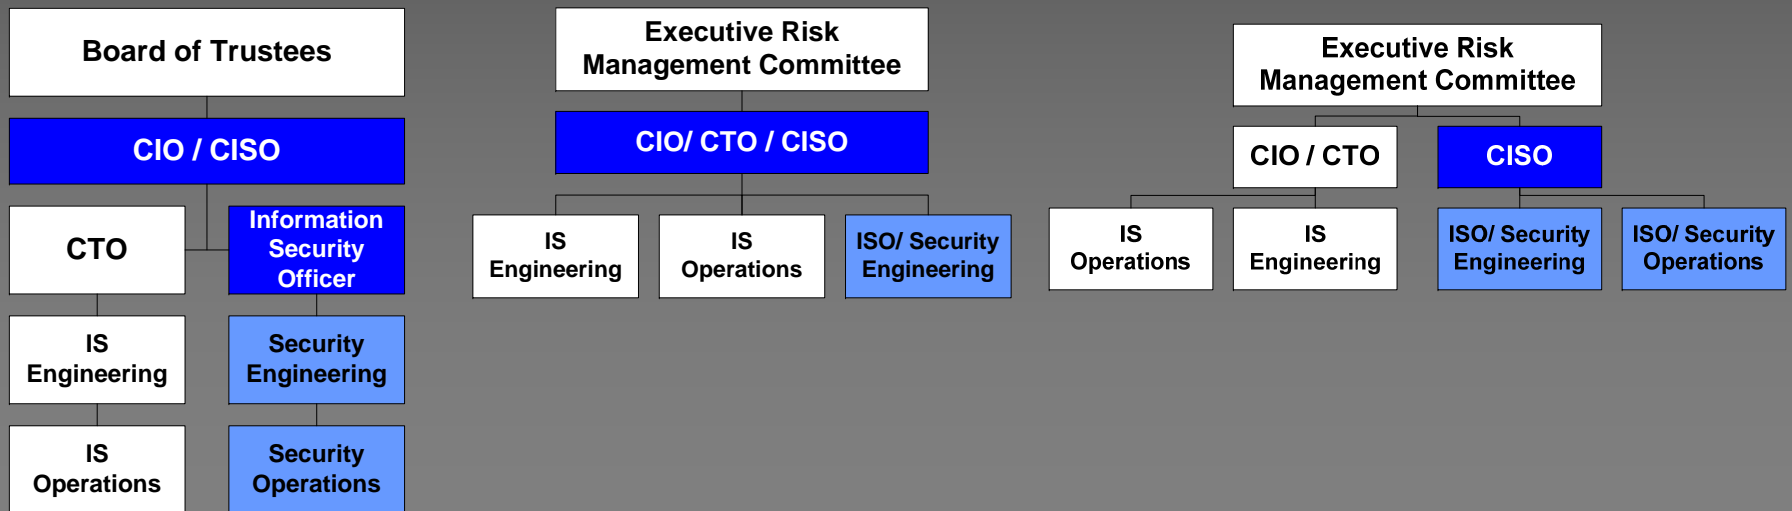 Board of Trustees
CIO / CISO
CTO
Information
Security
Officer
IS
Engineering
Security
Engineering
IS
Operations
Security
Operations
Executive Risk
Management Committee
CIO/ CTO / CISO
IS
Engineering
IS
Operations
ISO/ Security
Engineering
Executive Risk
Management Committee
CIO / CTO
CISO
IS
Operations
IS
Engineering
ISO/ Security
Engineering
ISO/ Security
Operations